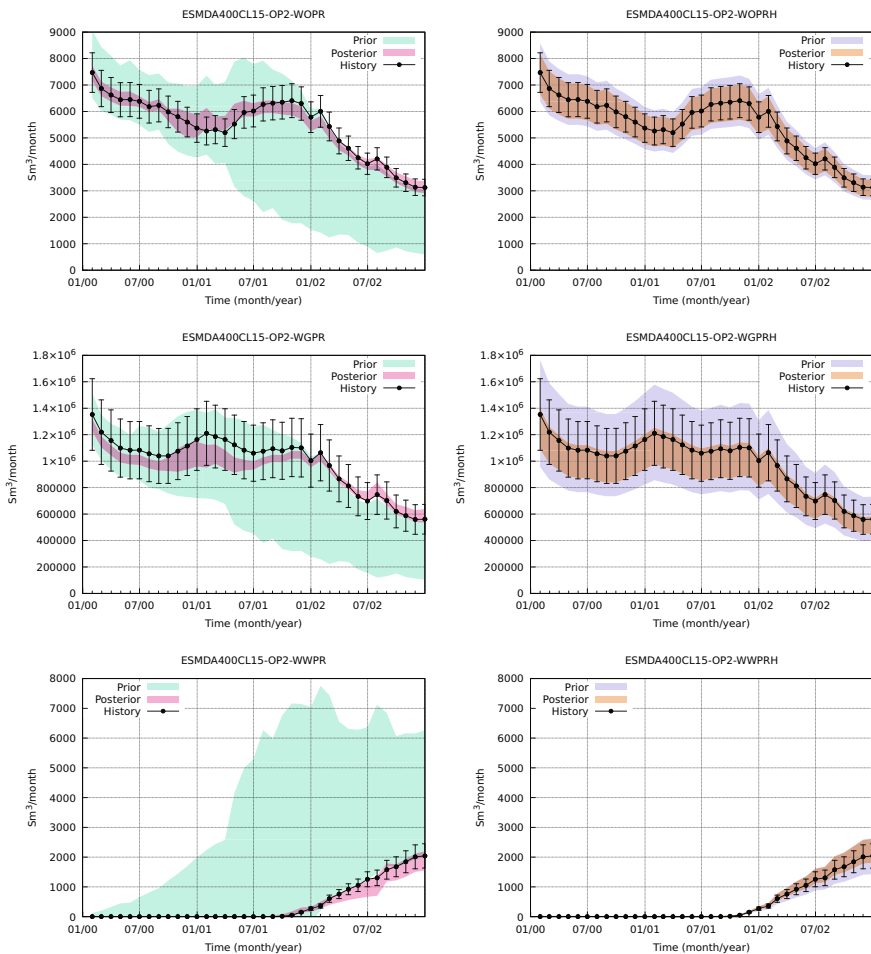 ESMDA400CL15-OP2-WOPR
Sm³/month
9000
8000
7000
6000
5000
4000
3000
2000
1000
0
Prior
Posterior
History
01/00 07/00 01/01 07/01 01/02 07/02
Time (month/year)
ESMDA400CL15-OP2-WOPRH
Sm³/month
9000
8000
7000
6000
5000
4000
3000
2000
1000
0
Prior
Posterior
History
01/00 07/00 01/01 07/01 01/02 07/02
Time (month/year)
ESMDA400CL15-OP2-WGPR
Sm³/month
1.8×10⁶
1.6×10⁶
1.4×10⁶
1.2×10⁶
1×10⁶
800000
600000
400000
200000
0
Prior
Posterior
History
01/00 07/00 01/01 07/01 01/02 07/02
Time (month/year)
ESMDA400CL15-OP2-WGPRH
Sm³/month
1.8×10⁶
1.6×10⁶
1.4×10⁶
1.2×10⁶
1×10⁶
800000
600000
400000
200000
0
Prior
Posterior
History
01/00 07/00 01/01 07/01 01/02 07/02
Time (month/year)
ESMDA400CL15-OP2-WWPR
Sm³/month
8000
7000
6000
5000
4000
3000
2000
1000
0
Prior
Posterior
History
01/00 07/00 01/01 07/01 01/02 07/02
Time (month/year)
ESMDA400CL15-OP2-WWPRH
Sm³/month
8000
7000
6000
5000
4000
3000
2000
1000
0
Prior
Posterior
History
01/00 07/00 01/01 07/01 01/02 07/02
Time (month/year)